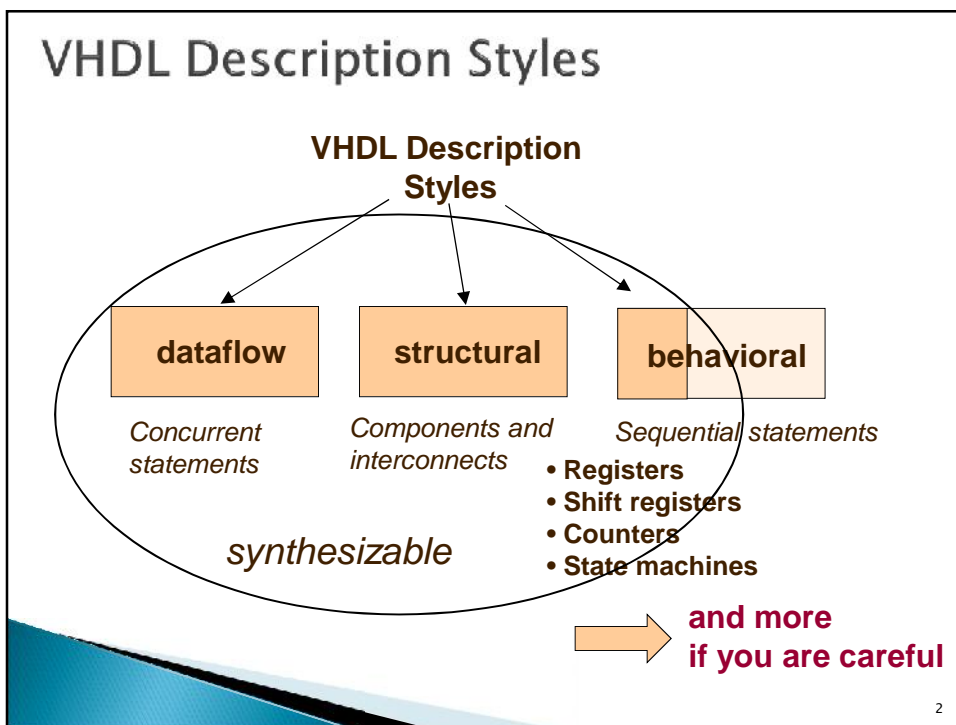 VHDL Description Styles
VHDL Description
Styles
dataflow
structural
behavioral
Concurrent
statements
Components and
interconnects
Sequential statements
• Registers
• Shift registers
• Counters
• State machines
synthesizable
and more
if you are careful
2